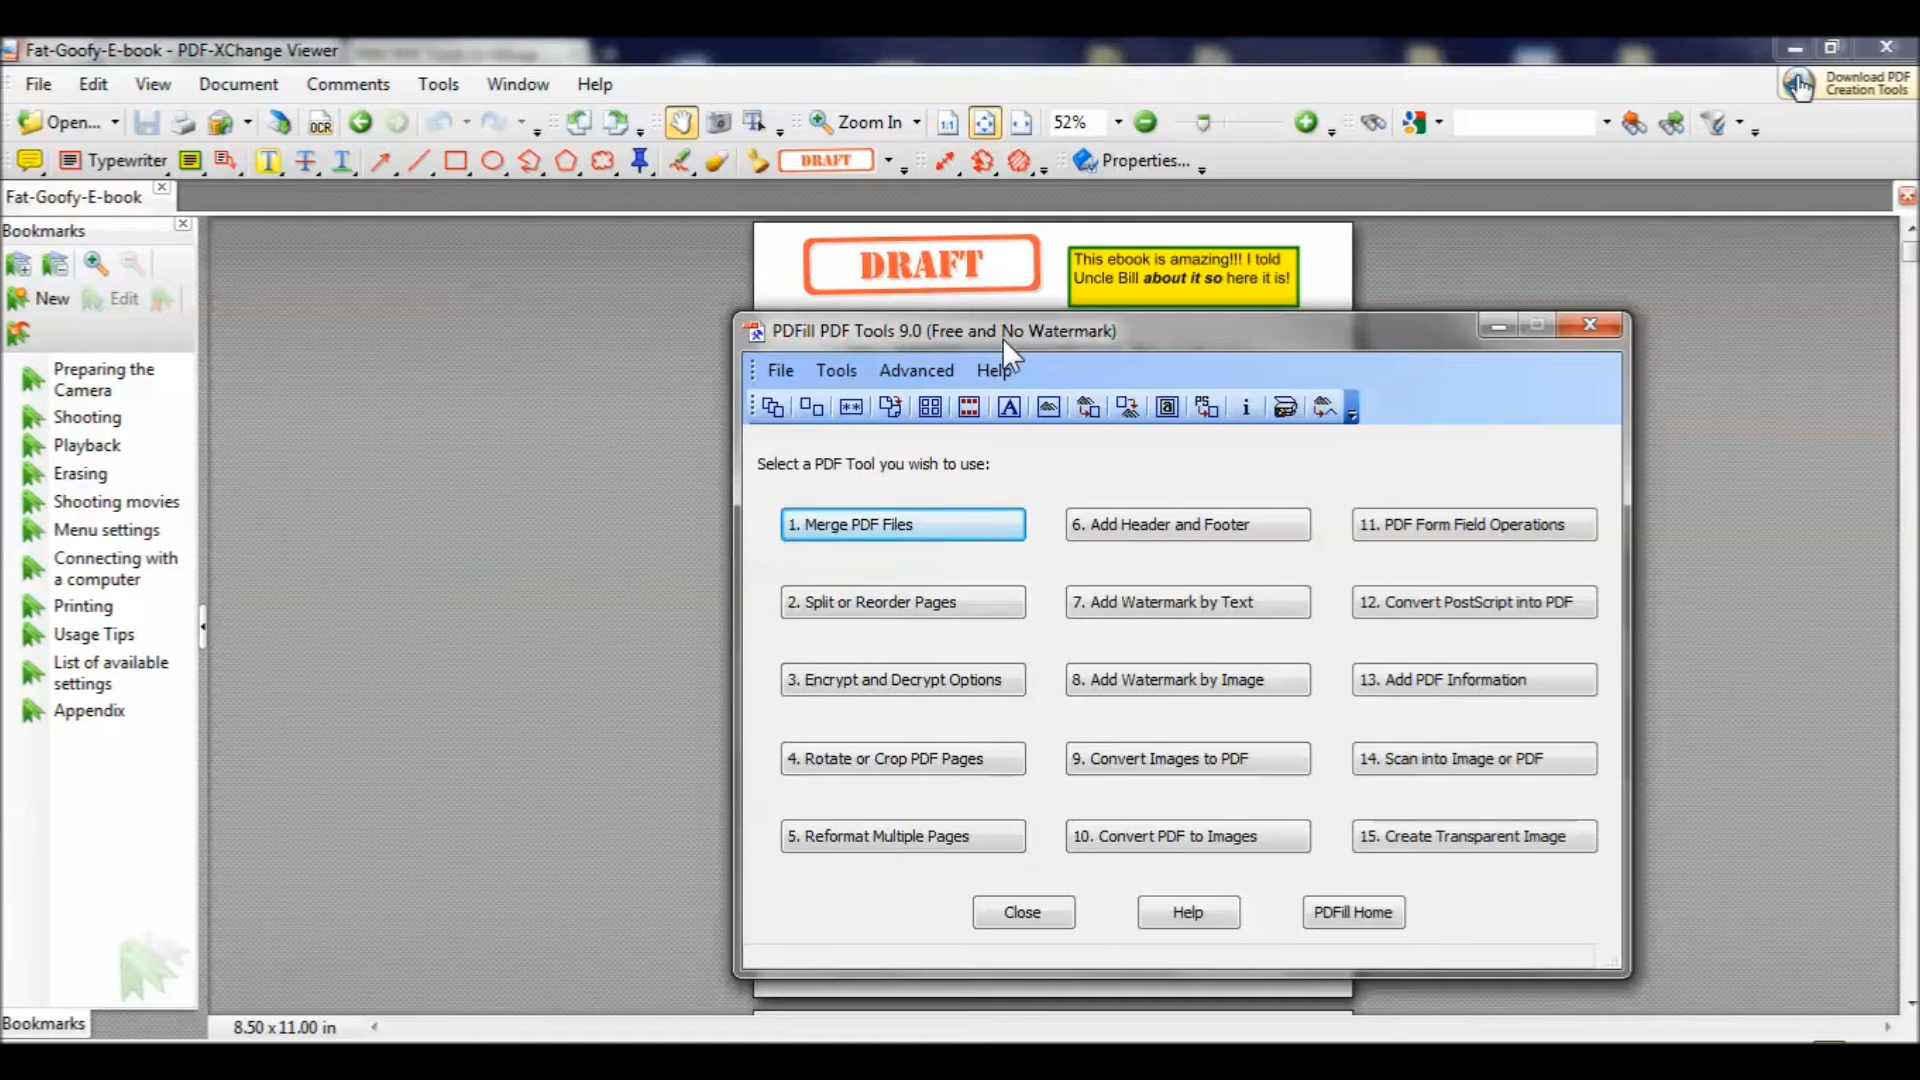 Fat-Goofy-E-book - PDF-XChange Viewer
File Edit View Document Comments Tools Window Help
Download PDF
Creation Tools
Open...
OCR
Zoom In
1:1
52%
Typewriter
T T T
DRAFT
Properties...
Fat-Goofy-E-book
Bookmarks
New Edit
Preparing the
Camera
Shooting
Playback
Erasing
Shooting movies
Menu settings
Connecting with
a computer
Printing
Usage Tips
List of available
settings
Appendix
Bookmarks
8.50 x 11.00 in
DRAFT
This ebook is amazing!!! I told
Uncle Bill about it so here it is!
PDFill PDF Tools 9.0 (Free and No Watermark)
File Tools Advanced Help
A a PS i
Select a PDF Tool you wish to use:
1. Merge PDF Files
6. Add Header and Footer
11. PDF Form Field Operations
2. Split or Reorder Pages
7. Add Watermark by Text
12. Convert PostScript into PDF
3. Encrypt and Decrypt Options
8. Add Watermark by Image
13. Add PDF Information
4. Rotate or Crop PDF Pages
9. Convert Images to PDF
14. Scan into Image or PDF
5. Reformat Multiple Pages
10. Convert PDF to Images
15. Create Transparent Image
Close
Help
PDFill Home